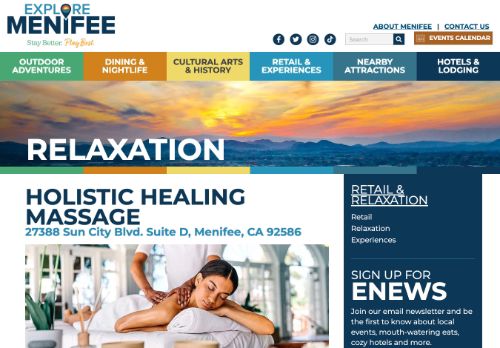 EXPLORE
MENIFEE
Stay Better. Play Best.
ABOUT MENIFEE | CONTACT US
Search
EVENTS CALENDAR
OUTDOOR ADVENTURES
DINING & NIGHTLIFE
CULTURAL ARTS & HISTORY
RETAIL & EXPERIENCES
NEARBY ATTRACTIONS
HOTELS & LODGING
RELAXATION
HOLISTIC HEALING
MASSAGE
27388 Sun City Blvd. Suite D, Menifee, CA 92586
RETAIL &
RELAXATION
Retail
Relaxation
Experiences
SIGN UP FOR
ENEWS
Join our email newsletter and be
the first to know about local
events, mouth-watering eats,
cozy hotels and more.